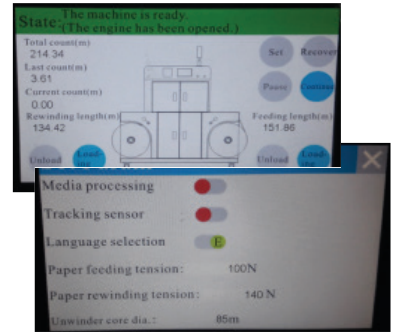 State: The machine is ready.
(The engine has been opened.)
Total count(m)
214.34
Last count(m)
3.61
Current count(m)
0.00
Rewinding length(m)
134.42
Set
Recover
Pause
Continue
Feeding length(m)
151.86
Unload
Load-
Unload
Load-
Media processing
Tracking sensor
Language selection
E
Paper feeding tension:
100N
Paper rewinding tension:
140 N
Unwinder core dia.:
85m